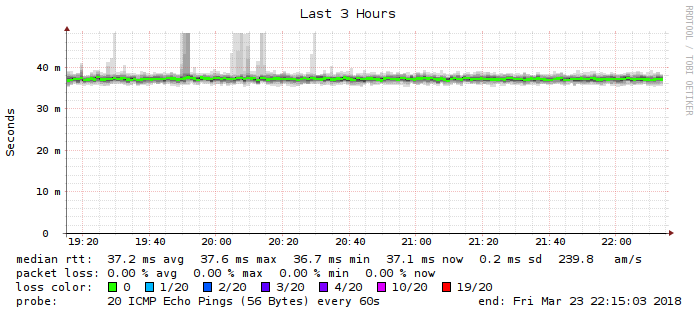 Last 3 Hours
RRDTOOL / TOBI OETIKER
Seconds
40 m
30 m
20 m
10 m
0
19:20 19:40 20:00 20:20 20:40 21:00 21:20 21:40 22:00
median rtt: 37.2 ms avg 37.6 ms max 36.7 ms min 37.1 ms now 0.2 ms sd 239.8 am/s
packet loss: 0.00 % avg 0.00 % max 0.00 % min 0.00 % now
loss color: 0 1/20 2/20 3/20 4/20 10/20 19/20
probe: 20 ICMP Echo Pings (56 Bytes) every 60s end: Fri Mar 23 22:15:03 2018